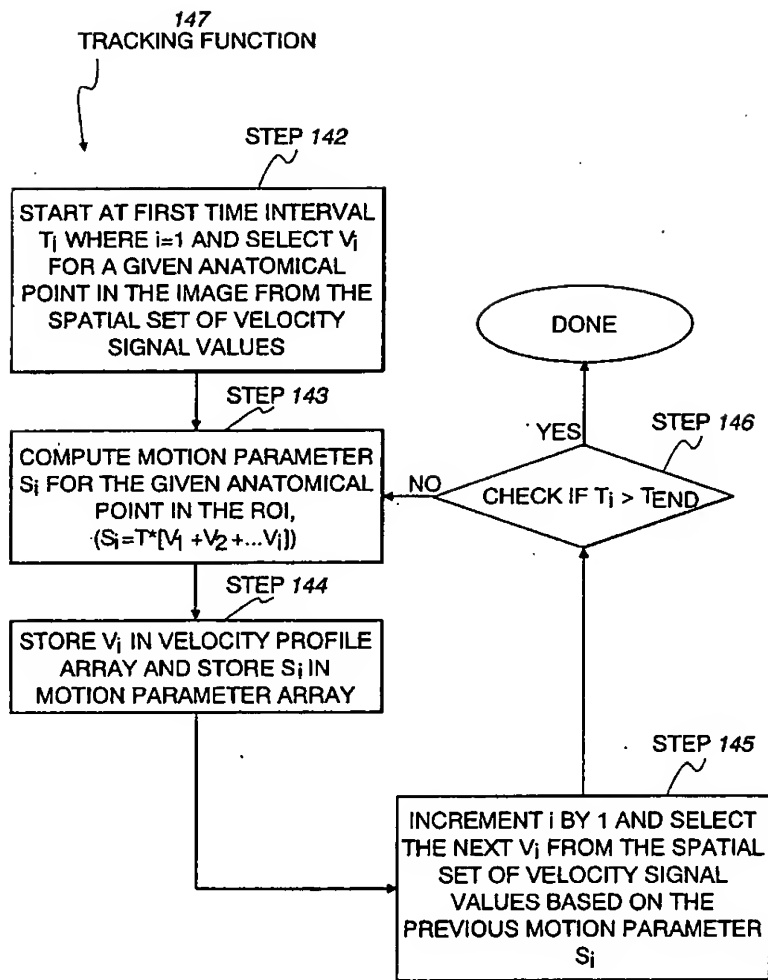 147
TRACKING FUNCTION
STEP 142
START AT FIRST TIME INTERVAL
Ti WHERE i=1 AND SELECT Vi
FOR A GIVEN ANATOMICAL
POINT IN THE IMAGE FROM THE
SPATIAL SET OF VELOCITY
SIGNAL VALUES
STEP 143
COMPUTE MOTION PARAMETER
Si FOR THE GIVEN ANATOMICAL
POINT IN THE ROI,
(Si=T*[V1 +V2 +...Vi])
STEP 144
STORE Vi IN VELOCITY PROFILE
ARRAY AND STORE Si IN
MOTION PARAMETER ARRAY
STEP 145
INCREMENT i BY 1 AND SELECT
THE NEXT Vi FROM THE SPATIAL
SET OF VELOCITY SIGNAL
VALUES BASED ON THE
PREVIOUS MOTION PARAMETER
Si
STEP 146
CHECK IF Ti > TEND
NO
YES
DONE